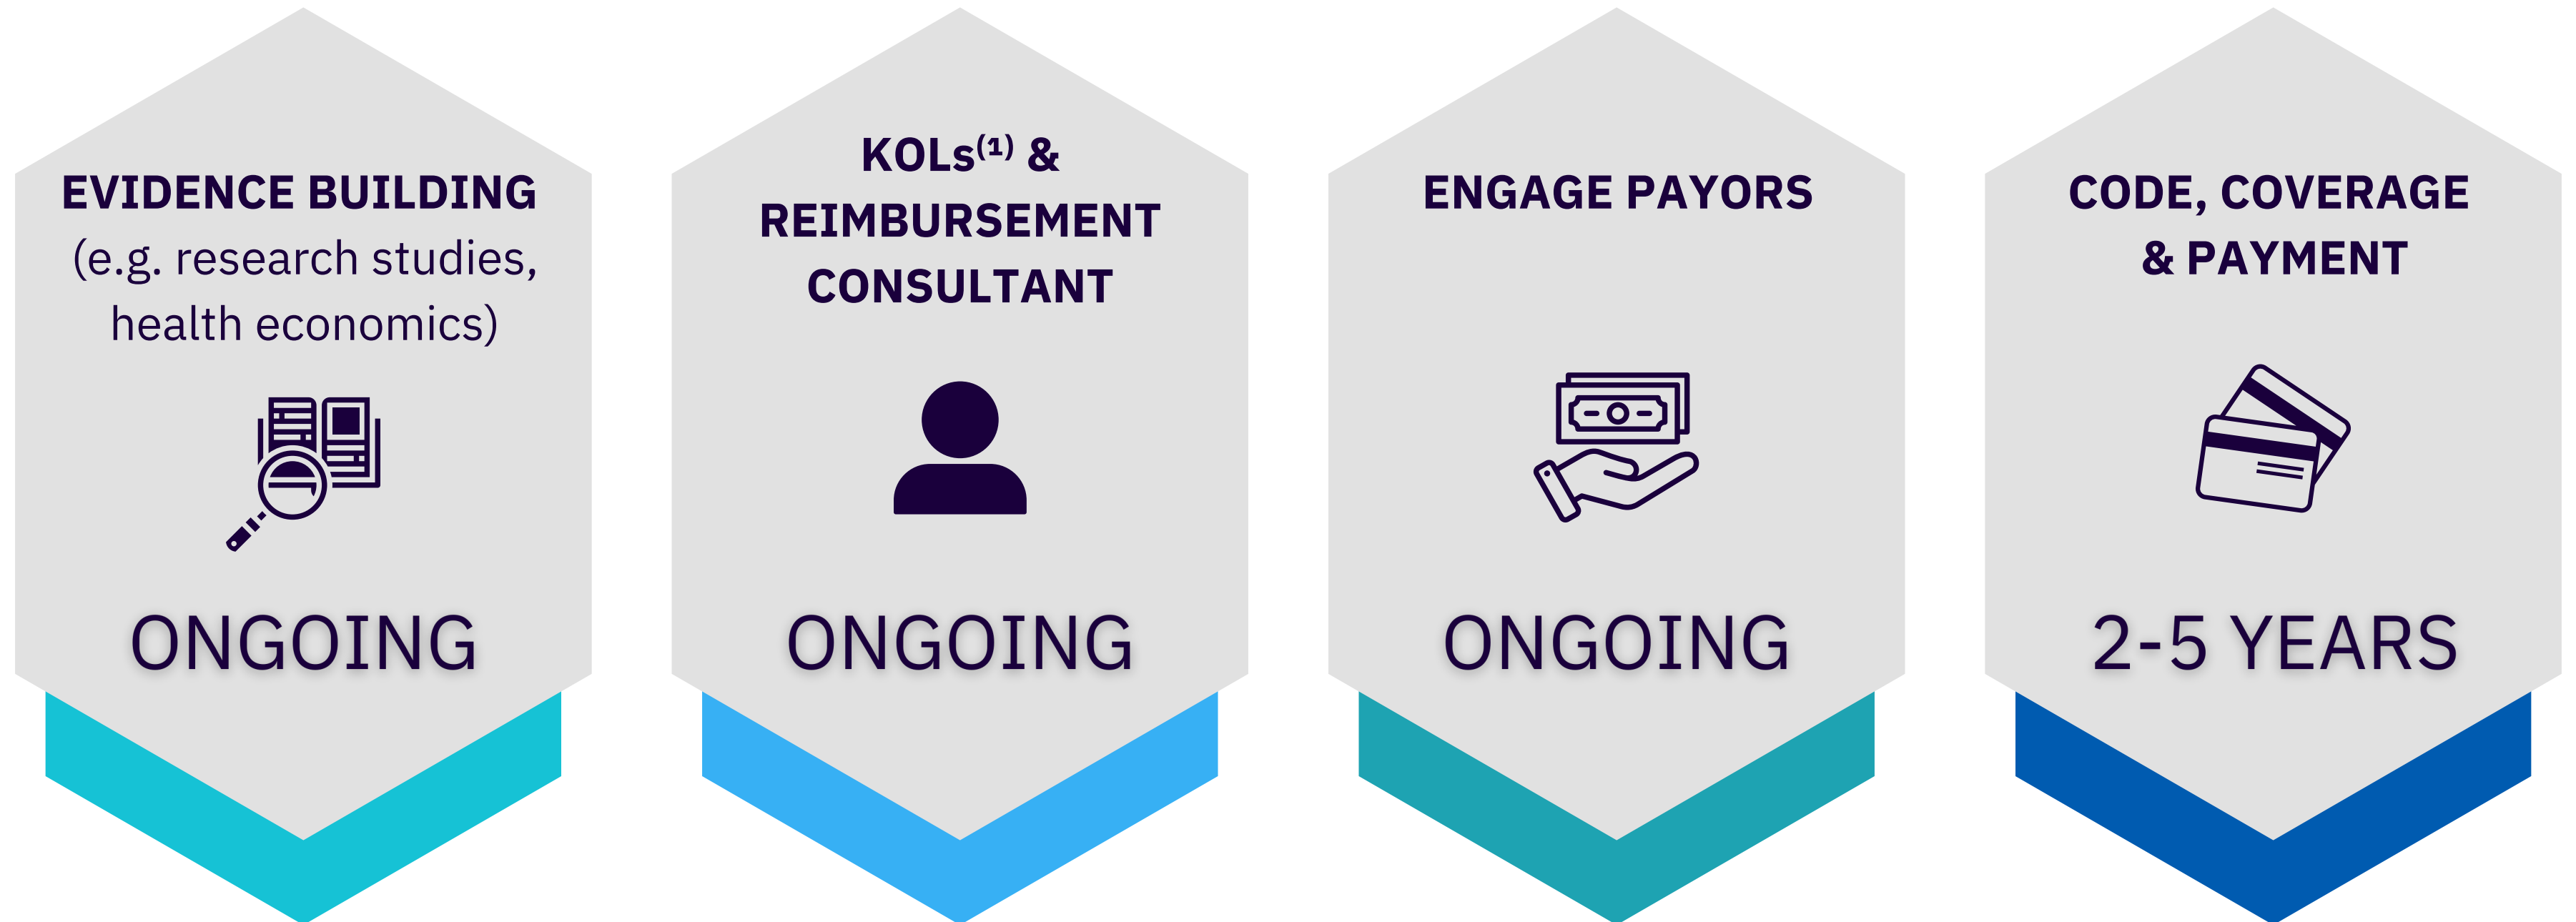 EVIDENCE BUILDING
(e.g. research studies,
health economics)
ONGOING
KOLs⁽¹⁾ &
REIMBURSEMENT
CONSULTANT
ONGOING
ENGAGE PAYORS
ONGOING
CODE, COVERAGE
& PAYMENT
2-5 YEARS